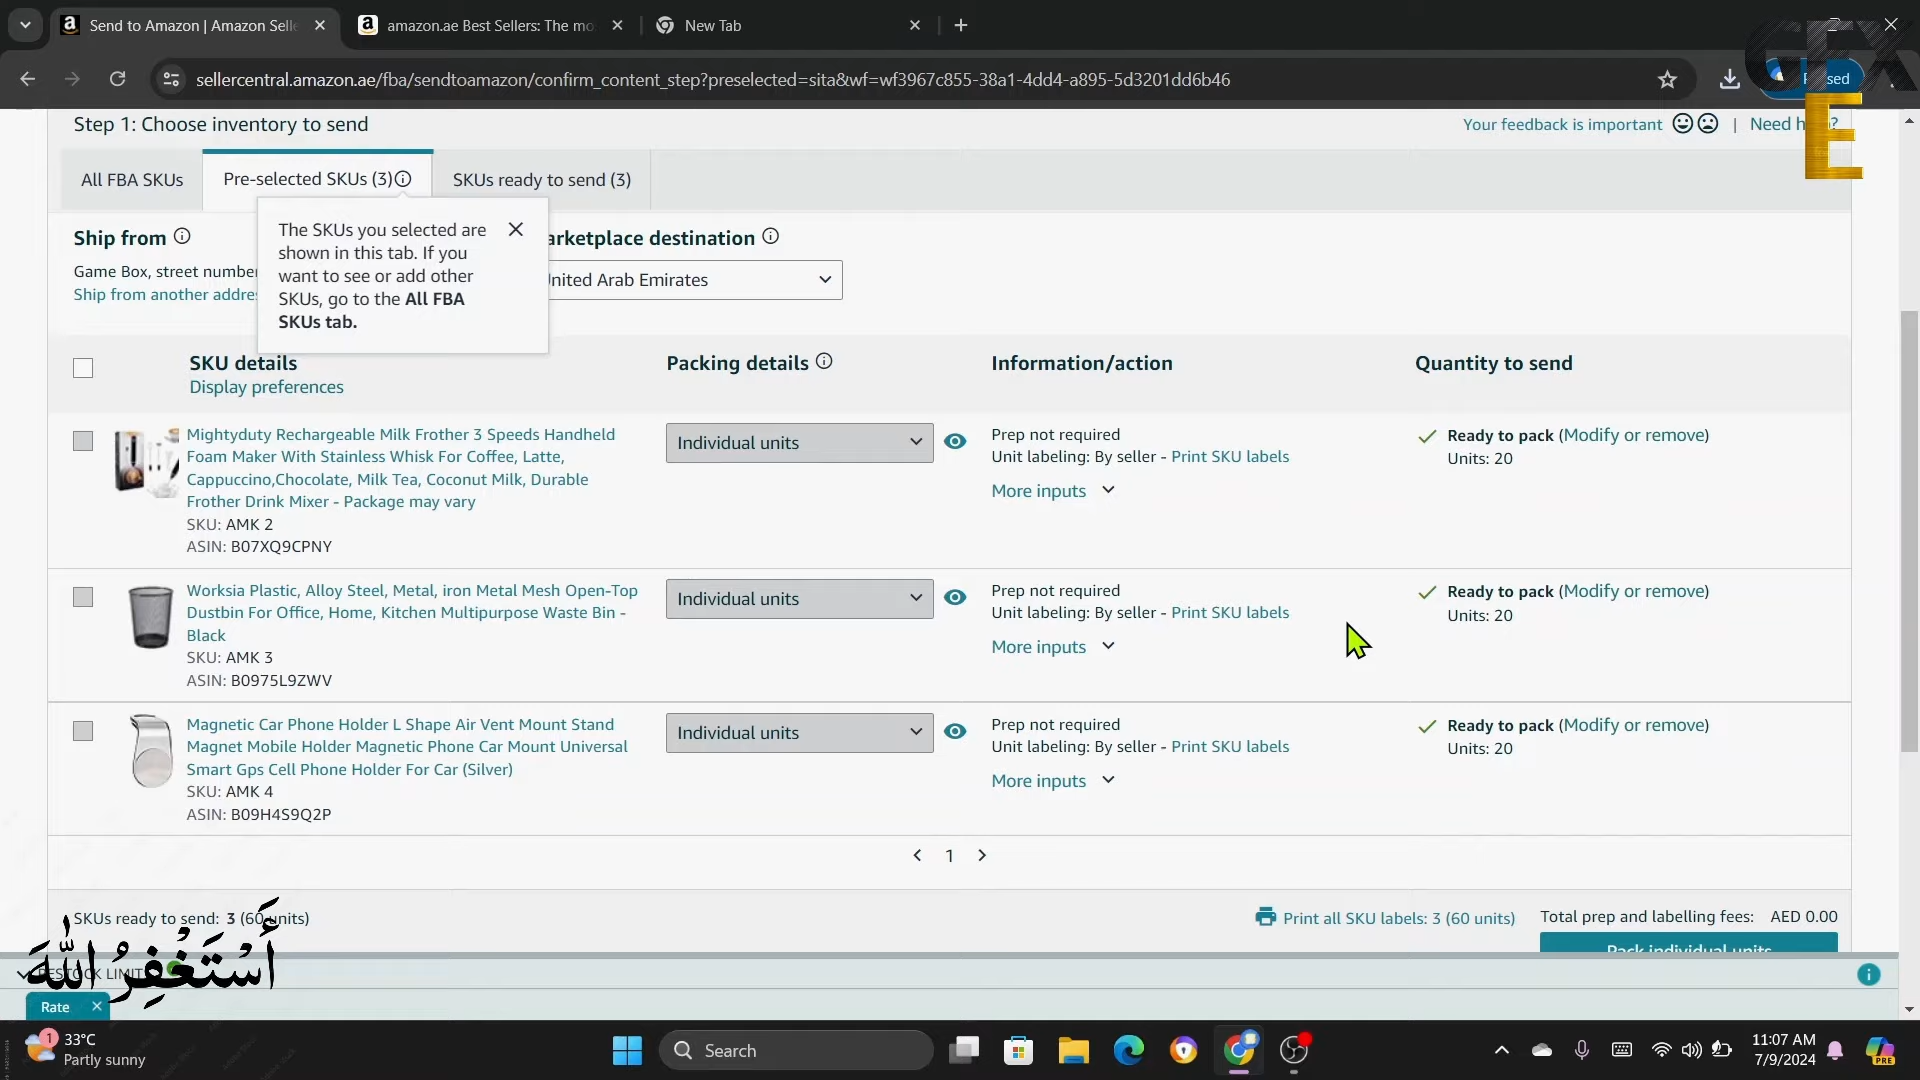 Send to Amazon | Amazon Selle
amazon.ae Best Sellers: The mo
New Tab
sellercentral.amazon.ae/fba/sendtoamazon/confirm_content_step?preselected=sita&wf=wf3967c855-38a1-4dd4-a895-5d3201dd6b46
GFX
E
Step 1: Choose inventory to send
Your feedback is important
|
All FBA SKUs
Pre-selected SKUs (3)
SKUs ready to send (3)
Ship from
The SKUs you selected are
shown in this tab. If you
want to see or add other
SKUs, go to the All FBA
SKUs tab.
arketplace destination
Game Box, street number
Ship from another addre
United Arab Emirates
SKU details
Display preferences
Packing details
Information/action
Quantity to send
Mightyduty Rechargeable Milk Frother 3 Speeds Handheld
Foam Maker With Stainless Whisk For Coffee, Latte,
Cappuccino,Chocolate, Milk Tea, Coconut Milk, Durable
Frother Drink Mixer - Package may vary
SKU: AMK 2
ASIN: B07XQ9CPNY
Individual units
Prep not required
Unit labeling: By seller - Print SKU labels
More inputs
Ready to pack (Modify or remove)
Units: 20
Worksia Plastic, Alloy Steel, Metal, iron Metal Mesh Open-Top
Dustbin For Office, Home, Kitchen Multipurpose Waste Bin -
Black
SKU: AMK 3
ASIN: B0975L9ZWV
Individual units
Prep not required
Unit labeling: By seller - Print SKU labels
More inputs
Ready to pack (Modify or remove)
Units: 20
Magnetic Car Phone Holder L Shape Air Vent Mount Stand
Magnet Mobile Holder Magnetic Phone Car Mount Universal
Smart Gps Cell Phone Holder For Car (Silver)
SKU: AMK 4
ASIN: B09H4S9Q2P
Individual units
Prep not required
Unit labeling: By seller - Print SKU labels
More inputs
Ready to pack (Modify or remove)
Units: 20
1
SKUs ready to send: 3 (60 units)
Print all SKU labels: 3 (60 units)
Total prep and labelling fees: AED 0.00
Pack individual units
أَسْتَغْفِرُ اللَّهَ
RESTOCK LIMIT
Rate
1
33°C
Partly sunny
Search
11:07 AM
7/9/2024
PRE